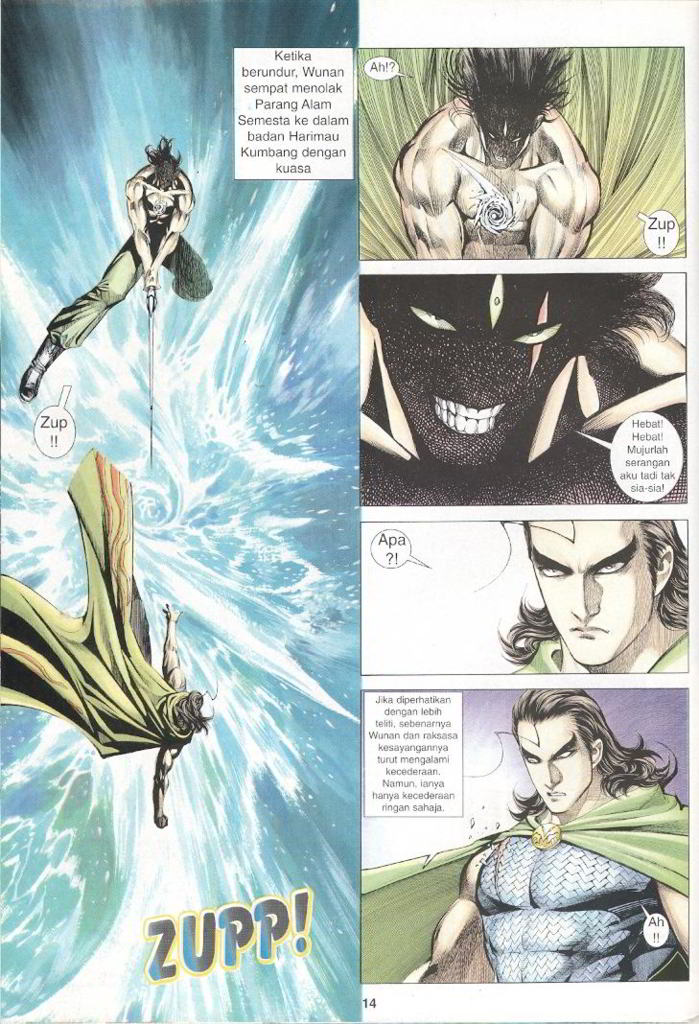 Ketika
berundur, Wunan
sempat menolak
Parang Alam
Semesta ke dalam
badan Harimau
Kumbang dengan
kuasa
Zup
!!
ZUPP!
Ah!?
Zup
!!
Hebat!
Hebat!
Mujurlah
serangan
aku tadi tak
sia-sia!
Apa
?!
Jika diperhatikan
dengan lebih
teliti, sebenarnya
Wunan dan raksasa
kesayangannya
turut mengalami
kecederaan.
Namun, ianya
hanya kecederaan
ringan sahaja.
Ah
!!
14